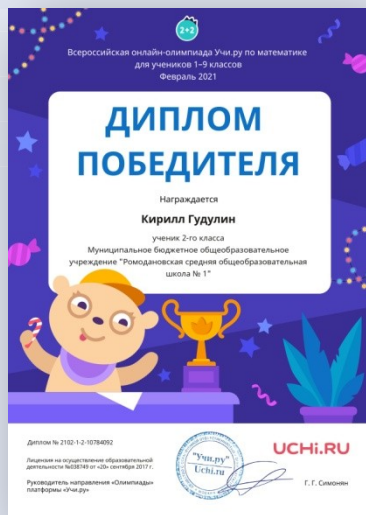 2+2
Всероссийская онлайн-олимпиада Учи.ру по математике
для учеников 1–9 классов
Февраль 2021
ДИПЛОМ
ПОБЕДИТЕЛЯ
Награждается
Кирилл Гудулин
ученик 2-го класса
Муниципальное бюджетное общеобразовательное
учреждение "Ромодановская средняя общеобразовательная
школа № 1"
Диплом № 2102-1-2-10784092
Лицензия на осуществление образовательной
деятельности №038749 от «20» сентября 2017 г.
Руководитель направления «Олимпиады»
платформы «Учи.ру»
"Учи.ру"
Uchi.ru
UCHi.RU
Г. Г. Симонян